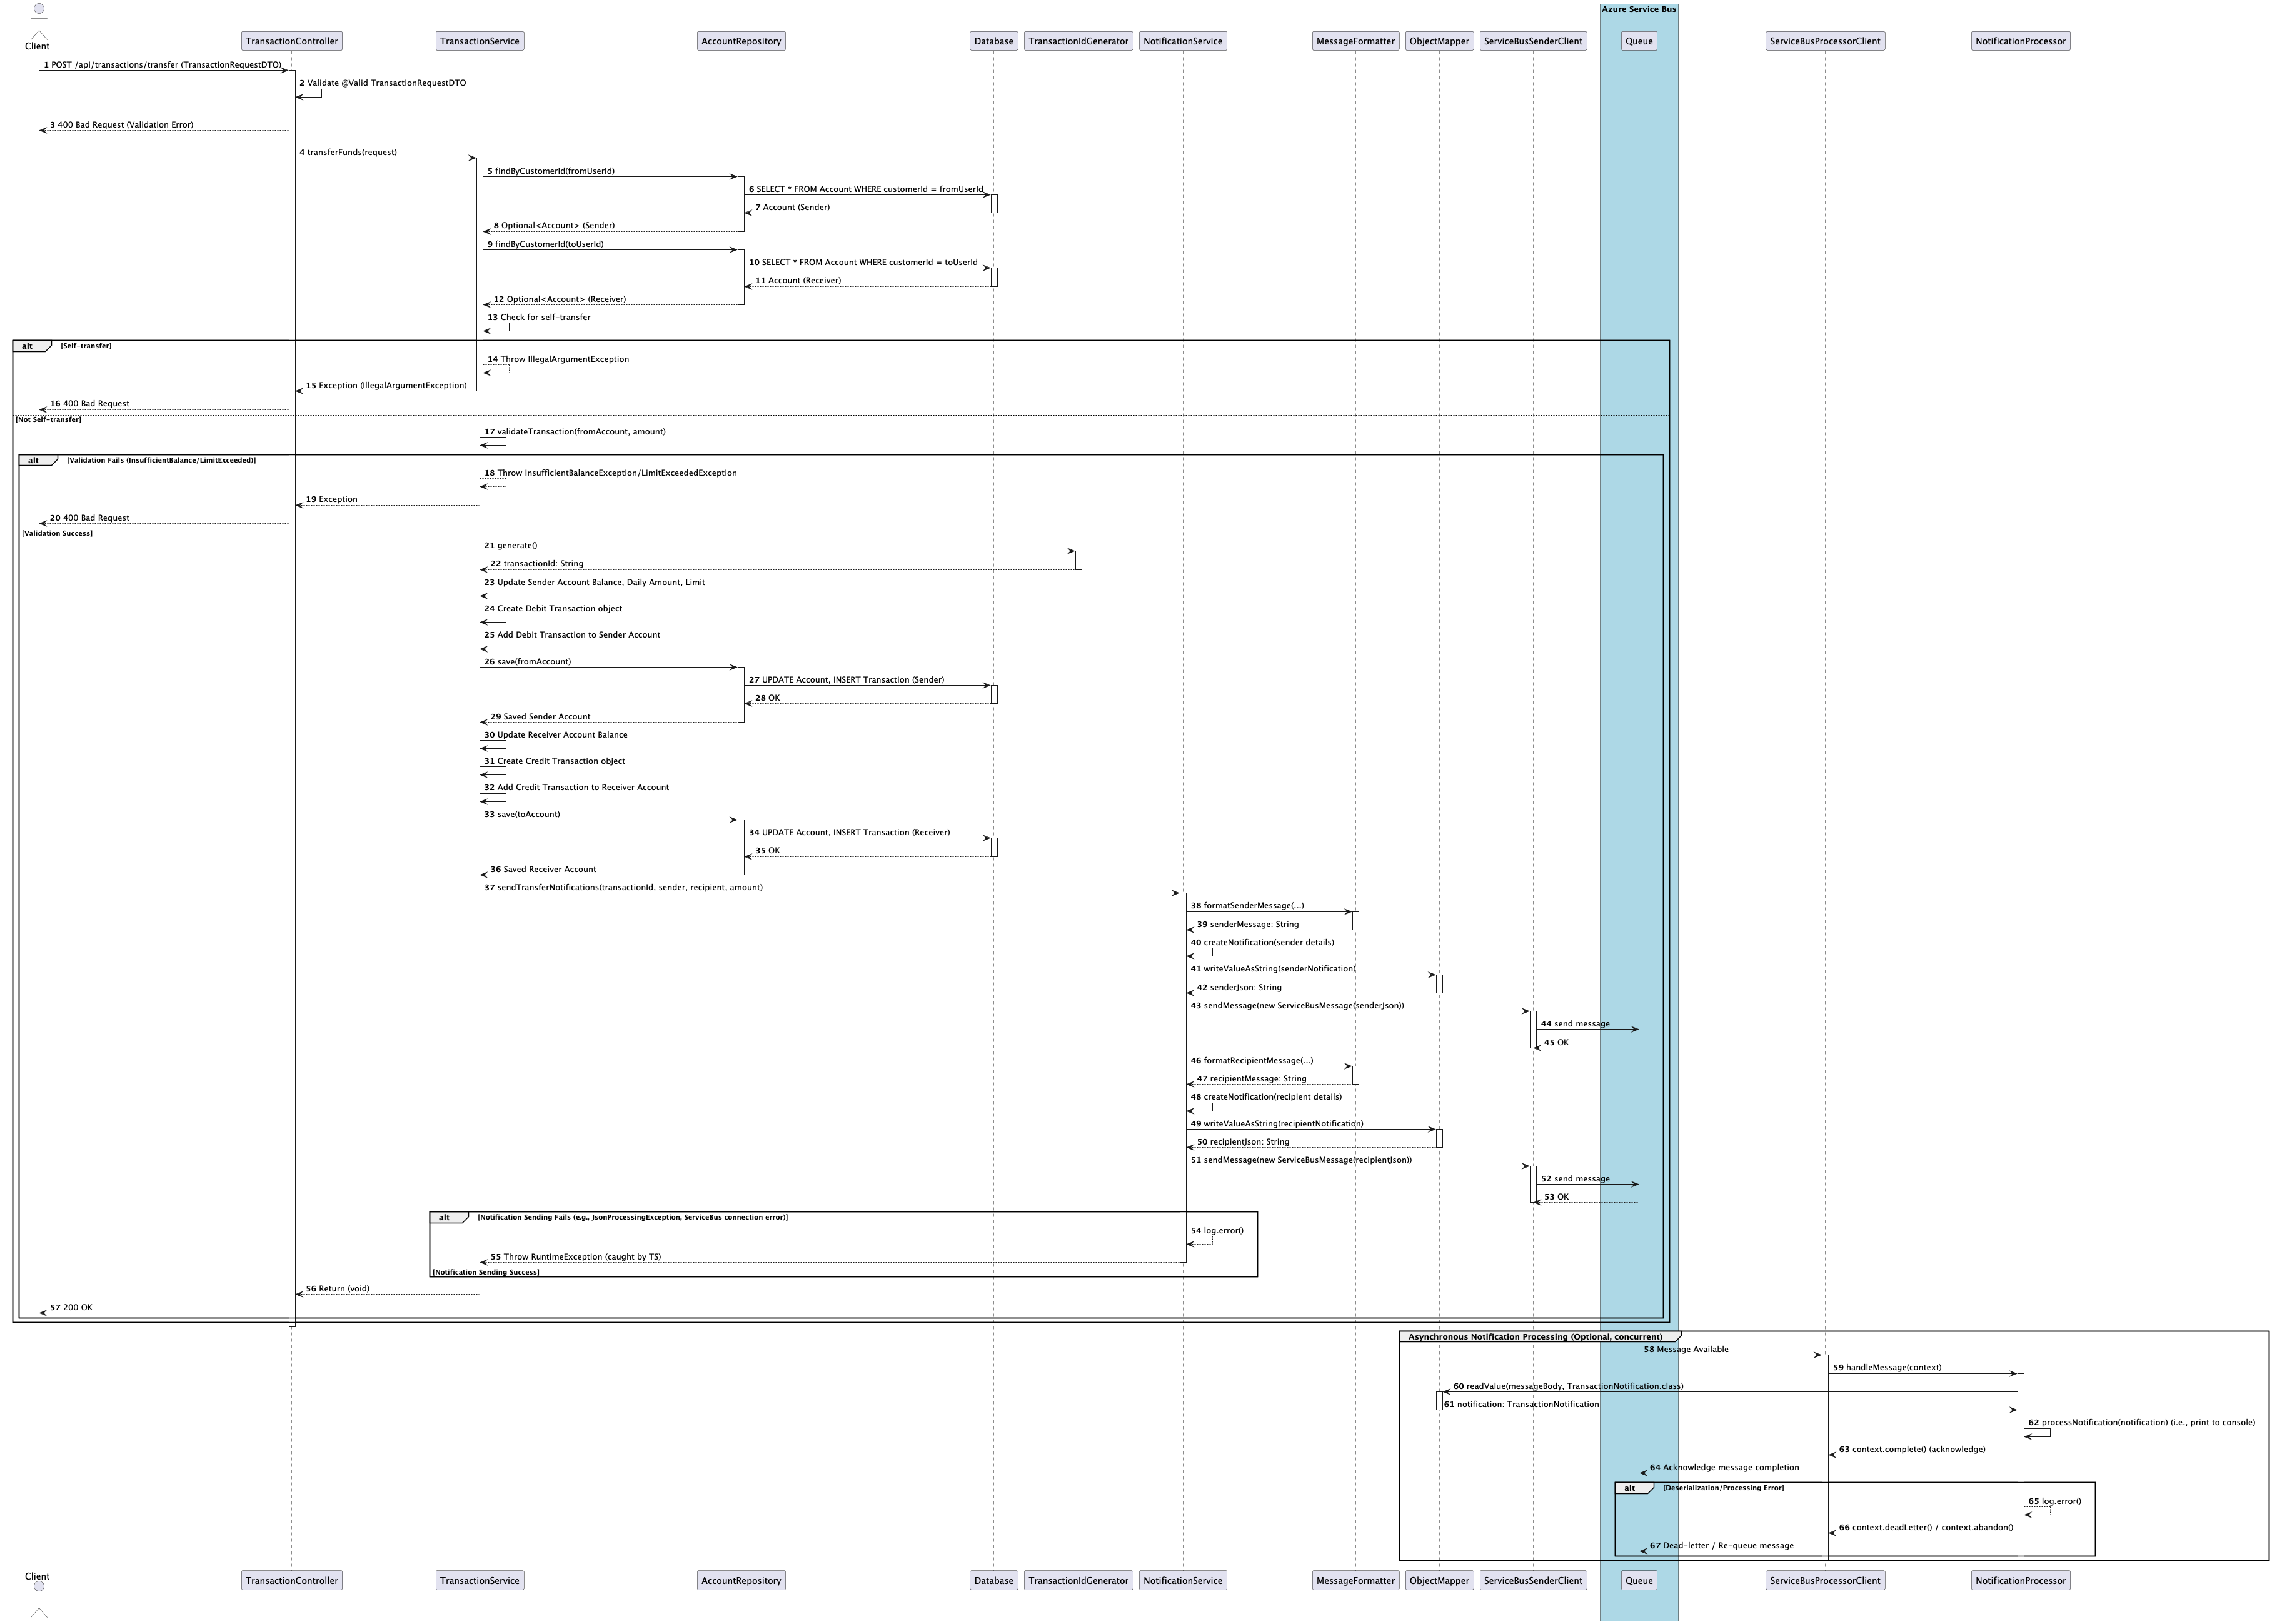 Azure Service Bus
Client
TransactionController
TransactionService
AccountRepository
Database
TransactionIdGenerator
NotificationService
MessageFormatter
ObjectMapper
ServiceBusSenderClient
Queue
ServiceBusProcessorClient
NotificationProcessor
1 POST /api/transactions/transfer (TransactionRequestDTO)
2 Validate @Valid TransactionRequestDTO
3 400 Bad Request (Validation Error)
4 transferFunds(request)
5 findByCustomerId(fromUserId)
6 SELECT * FROM Account WHERE customerId = fromUserId
7 Account (Sender)
8 Optional<Account> (Sender)
9 findByCustomerId(toUserId)
10 SELECT * FROM Account WHERE customerId = toUserId
11 Account (Receiver)
12 Optional<Account> (Receiver)
13 Check for self-transfer
alt [Self-transfer]
14 Throw IllegalArgumentException
15 Exception (IllegalArgumentException)
16 400 Bad Request
[Not Self-transfer]
17 validateTransaction(fromAccount, amount)
alt [Validation Fails (InsufficientBalance/LimitExceeded)]
18 Throw InsufficientBalanceException/LimitExceededException
19 Exception
20 400 Bad Request
[Validation Success]
21 generate()
22 transactionId: String
23 Update Sender Account Balance, Daily Amount, Limit
24 Create Debit Transaction object
25 Add Debit Transaction to Sender Account
26 save(fromAccount)
27 UPDATE Account, INSERT Transaction (Sender)
28 OK
29 Saved Sender Account
30 Update Receiver Account Balance
31 Create Credit Transaction object
32 Add Credit Transaction to Receiver Account
33 save(toAccount)
34 UPDATE Account, INSERT Transaction (Receiver)
35 OK
36 Saved Receiver Account
37 sendTransferNotifications(transactionId, sender, recipient, amount)
38 formatSenderMessage(...)
39 senderMessage: String
40 createNotification(sender details)
41 writeValueAsString(senderNotification)
42 senderJson: String
43 sendMessage(new ServiceBusMessage(senderJson))
44 send message
45 OK
46 formatRecipientMessage(...)
47 recipientMessage: String
48 createNotification(recipient details)
49 writeValueAsString(recipientNotification)
50 recipientJson: String
51 sendMessage(new ServiceBusMessage(recipientJson))
52 send message
53 OK
alt [Notification Sending Fails (e.g., JsonProcessingException, ServiceBus connection error)]
54 log.error()
55 Throw RuntimeException (caught by TS)
[Notification Sending Success]
56 Return (void)
57 200 OK
Asynchronous Notification Processing (Optional, concurrent)
58 Message Available
59 handleMessage(context)
60 readValue(messageBody, TransactionNotification.class)
61 notification: TransactionNotification
62 processNotification(notification) (i.e., print to console)
63 context.complete() (acknowledge)
64 Acknowledge message completion
alt [Deserialization/Processing Error]
65 log.error()
66 context.deadLetter() / context.abandon()
67 Dead-letter / Re-queue message
Client
TransactionController
TransactionService
AccountRepository
Database
TransactionIdGenerator
NotificationService
MessageFormatter
ObjectMapper
ServiceBusSenderClient
Queue
ServiceBusProcessorClient
NotificationProcessor